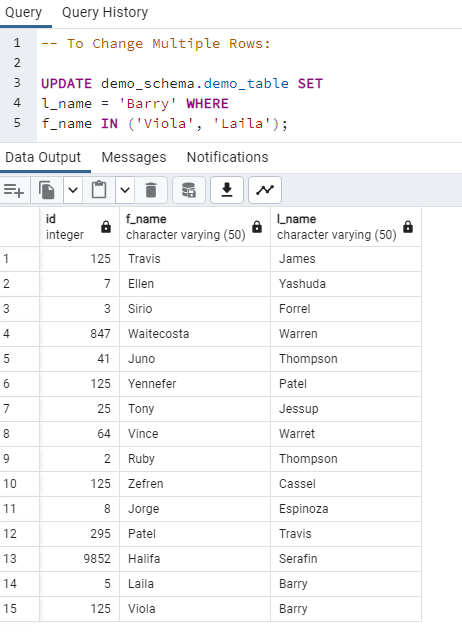 Query Query History
1 -- To Change Multiple Rows:
2
3 UPDATE demo_schema.demo_table SET
4 l_name = 'Barry' WHERE
5 f_name IN ('Viola', 'Laila');
Data Output Messages Notifications
id f_name l_name
integer character varying (50) character varying (50)
1 125 Travis James
2 7 Ellen Yashuda
3 3 Sirio Forrel
4 847 Waitecosta Warren
5 41 Juno Thompson
6 125 Yennefer Patel
7 25 Tony Jessup
8 64 Vince Warret
9 2 Ruby Thompson
10 125 Zefren Cassel
11 8 Jorge Espinoza
12 295 Patel Travis
13 9852 Halifa Serafin
14 5 Laila Barry
15 125 Viola Barry